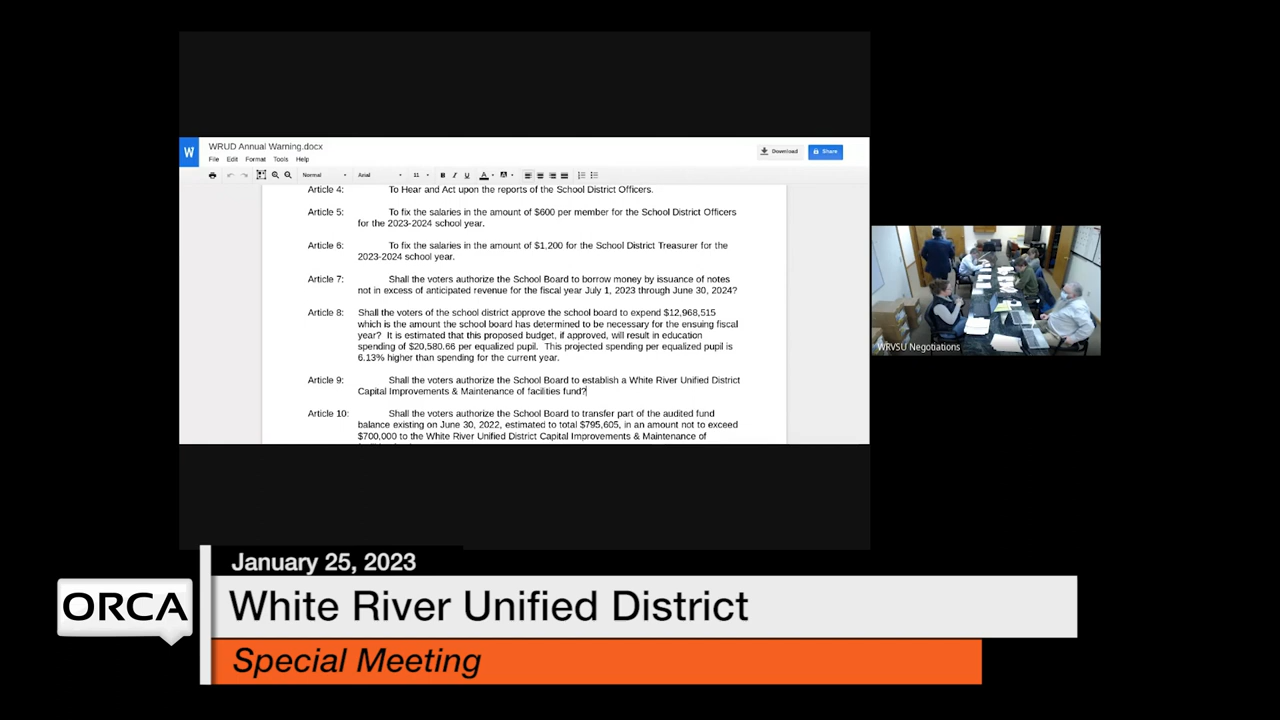 WRUD Annual Warning.docx
File Edit Format Tools Help
Download
Share
W
Normal Arial 11 B I U A A
Article 4: To Hear and Act upon the reports of the School District Officers.
Article 5: To fix the salaries in the amount of $600 per member for the School District Officers
for the 2023-2024 school year.
Article 6: To fix the salaries in the amount of $1,200 for the School District Treasurer for the
2023-2024 school year.
Article 7: Shall the voters authorize the School Board to borrow money by issuance of notes
not in excess of anticipated revenue for the fiscal year July 1, 2023 through June 30, 2024?
Article 8: Shall the voters of the school district approve the school board to expend $12,968,515
which is the amount the school board has determined to be necessary for the ensuing fiscal
year? It is estimated that this proposed budget, if approved, will result in education
spending of $20,580.66 per equalized pupil. This projected spending per equalized pupil is
6.13% higher than spending for the current year.
Article 9: Shall the voters authorize the School Board to establish a White River Unified District
Capital Improvements & Maintenance of facilities fund?
Article 10: Shall the voters authorize the School Board to transfer part of the audited fund
balance existing on June 30, 2022, estimated to total $795,605, in an amount not to exceed
$700,000 to the White River Unified District Capital Improvements & Maintenance of
WRVSU Negotiations
January 25, 2023
ORCA
White River Unified District
Special Meeting